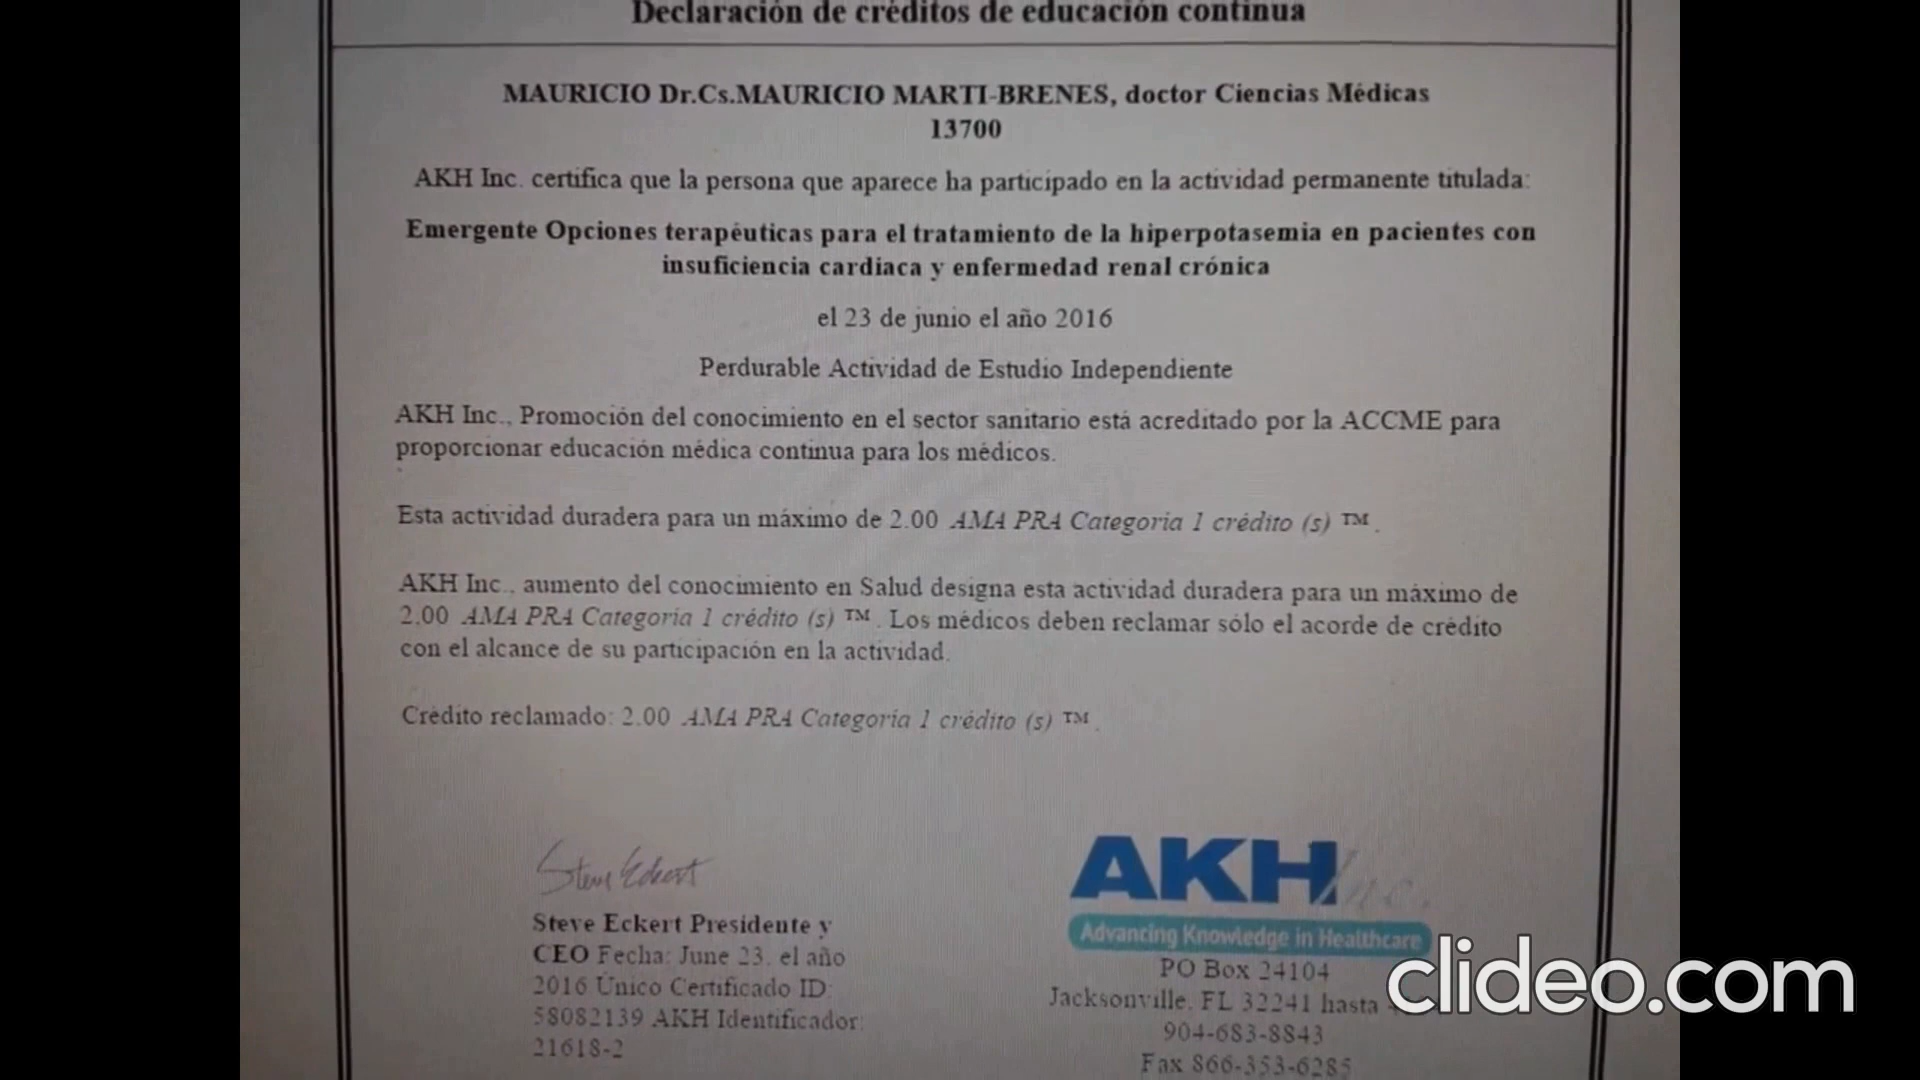 Declaración de créditos de educación continua
MAURICIO Dr.Cs.MAURICIO MARTI-BRENES, doctor Ciencias Médicas
13700
AKH Inc. certifica que la persona que aparece ha participado en la actividad permanente titulada:
Emergente Opciones terapéuticas para el tratamiento de la hiperpotasemia en pacientes con
insuficiencia cardiaca y enfermedad renal crónica
el 23 de junio el año 2016
Perdurable Actividad de Estudio Independiente
AKH Inc., Promoción del conocimiento en el sector sanitario está acreditado por la ACCME para
proporcionar educación médica continua para los médicos.
Esta actividad duradera para un máximo de 2.00 AMA PRA Categoría 1 crédito (s) ™ .
AKH Inc., aumento del conocimiento en Salud designa esta actividad duradera para un máximo de
2.00 AMA PRA Categoría 1 crédito (s) ™ . Los médicos deben reclamar sólo el acorde de crédito
con el alcance de su participación en la actividad.
Crédito reclamado: 2.00 AMA PRA Categoría 1 crédito (s) ™ .
Steve Eckert
Steve Eckert Presidente y
CEO Fecha: June 23, el año
2016 Único Certificado ID:
58082139 AKH Identificador:
21618-2
AKH Inc.
Advancing Knowledge in Healthcare
PO Box 24104
Jacksonville, FL 32241 hasta
904-683-8843
Fax 866-353-6285
clideo.com